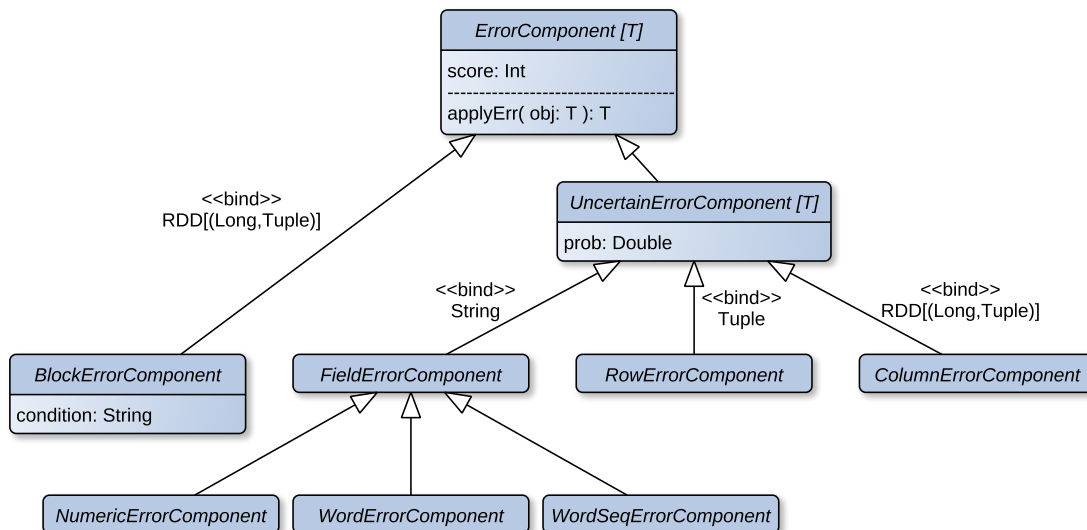 ErrorComponent [T]
score: Int
applyErr( obj: T ): T
<<bind>>
RDD[(Long,Tuple)]
UncertainErrorComponent [T]
prob: Double
<<bind>>
String
<<bind>>
Tuple
<<bind>>
RDD[(Long,Tuple)]
BlockErrorComponent
condition: String
FieldErrorComponent
RowErrorComponent
ColumnErrorComponent
NumericErrorComponent
WordErrorComponent
WordSeqErrorComponent